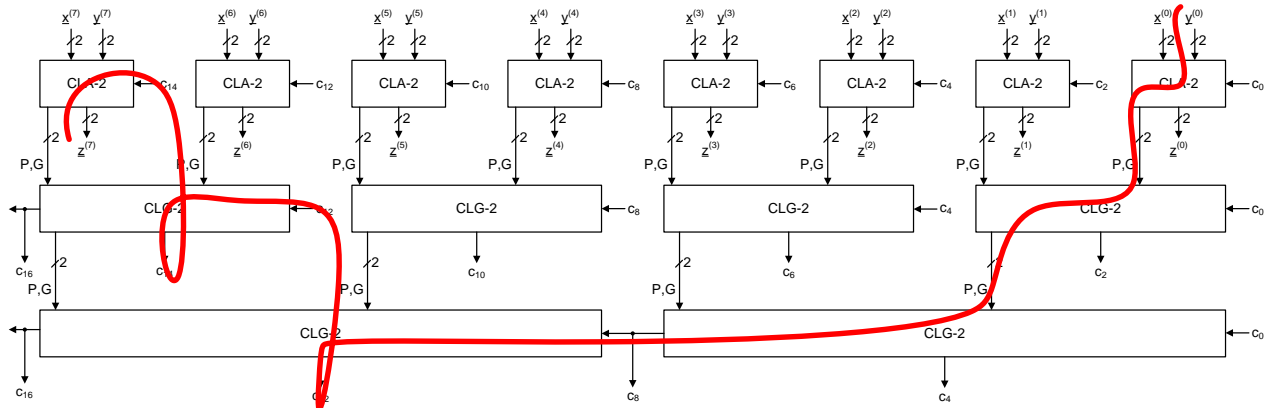 x(7) y(7) x(6) y(6) x(5) y(5) x(4) y(4) x(3) y(3) x(2) y(2) x(1) y(1) x(0) y(0)
2 2 2 2 2 2 2 2 2 2 2 2 2 2 2 2
CLA-2 c14 CLA-2 c12 CLA-2 c10 CLA-2 c8 CLA-2 c6 CLA-2 c4 CLA-2 c2 CLA-2 c0
2 2 2 2 2 2 2 2 2 2 2 2 2 2 2 2
z(7) z(6) z(5) z(4) z(3) z(2) z(1) z(0)
P,G P,G P,G P,G P,G P,G P,G P,G
CLG-2 c12 CLG-2 c8 CLG-2 c4 CLG-2 c0
c16 c10 c6 c2
2 2 2 2
P,G P,G P,G P,G
CLG-2 CLG-2 c0
c16 c8 c4